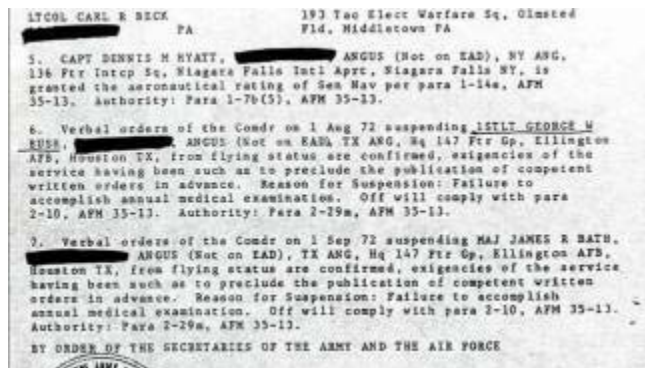 LTCOL CARL R BECK 193 Tac Elect Warfare Sq, Olmsted
PA Fld, Middletown PA
5. CAPT DENNIS M HYATT, ANGUS (Not on EAD), NY ANG,
136 Ftr Intcp Sq, Niagara Falls Intl Aprt, Niagara Falls NY, is
granted the aeronautical rating of Sen Nav per para 1-14a, AFM
35-13. Authority: Para 1-7b(5), AFM 35-13.
6. Verbal orders of the Comdr on 1 Aug 72 suspending 1STLT GEORGE W
BUSH, ANGUS (Not on EAD), TX ANG, Hq 147 Ftr Gp, Ellington
AFB, Houston TX, from flying status are confirmed, exigencies of the
service having been such as to preclude the publication of competent
written orders in advance. Reason for Suspension: Failure to
accomplish annual medical examination. Off will comply with para
2-10, AFM 35-13. Authority: Para 2-29m, AFM 35-13.
7. Verbal orders of the Comdr on 1 Sep 72 suspending MAJ JAMES R BATH,
ANGUS (Not on EAD), TX ANG, Hq 147 Ftr Gp, Ellington AFB,
Houston TX, from flying status are confirmed, exigencies of the service
having been such as to preclude the publication of competent written
orders in advance. Reason for Suspension: Failure to accomplish
annual medical examination. Off will comply with para 2-10, AFM 35-13.
Authority: Para 2-29m, AFM 35-13.
BY ORDER OF THE SECRETARIES OF THE ARMY AND THE AIR FORCE